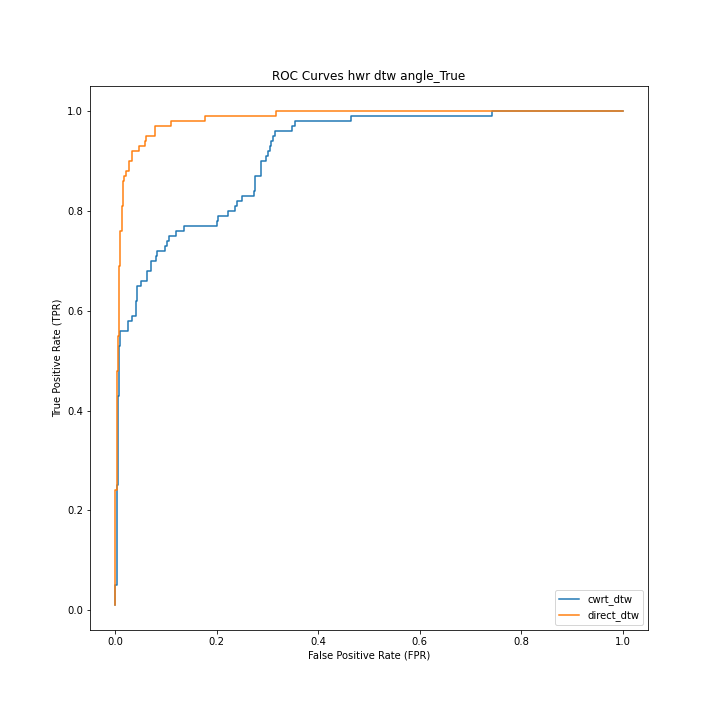 ROC Curves hwr dtw angle_True
1.0
0.8
0.6
0.4
0.2
0.0
True Positive Rate (TPR)
0.0 0.2 0.4 0.6 0.8 1.0
False Positive Rate (FPR)
cwrt_dtw
direct_dtw